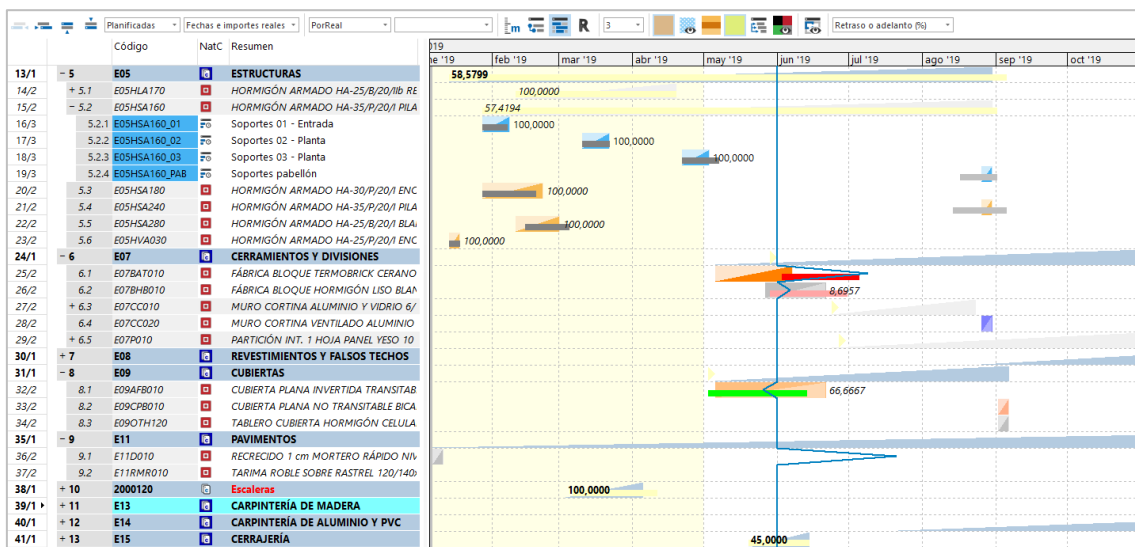 Planificadas Fechas e importes reales PorReal R 3 Retraso o adelanto (%)
Código NatC Resumen 019
ne '19 feb '19 mar '19 abr '19 may '19 jun '19 jul '19 ago '19 sep '19 oct '19
13/1 − 5 E05 ESTRUCTURAS 58,5799
14/2 + 5.1 E05HLA170 HORMIGÓN ARMADO HA-25/B/20/IIb RE 100,0000
15/2 − 5.2 E05HSA160 HORMIGÓN ARMADO HA-35/P/20/I PILA 57,4194
16/3 5.2.1 E05HSA160_01 Soportes 01 - Entrada 100,0000
17/3 5.2.2 E05HSA160_02 Soportes 02 - Planta 100,0000
18/3 5.2.3 E05HSA160_03 Soportes 03 - Planta 100,0000
19/3 5.2.4 E05HSA160_PAB Soportes pabellón
20/2 5.3 E05HSA180 HORMIGÓN ARMADO HA-30/P/20/I ENC 100,0000
21/2 5.4 E05HSA240 HORMIGÓN ARMADO HA-35/P/20/I PILA
22/2 5.5 E05HSA280 HORMIGÓN ARMADO HA-25/B/20/I BLA 100,0000
23/2 5.6 E05HVA030 HORMIGÓN ARMADO HA-25/P/20/I ENC 100,0000
24/1 − 6 E07 CERRAMIENTOS Y DIVISIONES
25/2 6.1 E07BAT010 FÁBRICA BLOQUE TERMOBRICK CERANO
26/2 6.2 E07BHB010 FÁBRICA BLOQUE HORMIGÓN LISO BLAN 8,6957
27/2 + 6.3 E07CC010 MURO CORTINA ALUMINIO Y VIDRIO 6/
28/2 6.4 E07CC020 MURO CORTINA VENTILADO ALUMINIO
29/2 + 6.5 E07P010 PARTICIÓN INT. 1 HOJA PANEL YESO 10
30/1 + 7 E08 REVESTIMIENTOS Y FALSOS TECHOS
31/1 − 8 E09 CUBIERTAS
32/2 8.1 E09AFB010 CUBIERTA PLANA INVERTIDA TRANSITAB 66,6667
33/2 8.2 E09CPB010 CUBIERTA PLANA NO TRANSITABLE BICA
34/2 8.3 E09OTH120 TABLERO CUBIERTA HORMIGÓN CELULA
35/1 − 9 E11 PAVIMENTOS
36/2 9.1 E11D010 RECRECIDO 1 cm MORTERO RÁPIDO NIV
37/2 9.2 E11RMR010 TARIMA ROBLE SOBRE RASTREL 120/140
38/1 + 10 2000120 Escaleras 100,0000
39/1 + 11 E13 CARPINTERÍA DE MADERA
40/1 + 12 E14 CARPINTERÍA DE ALUMINIO Y PVC
41/1 + 13 E15 CERRAJERÍA 45,0000